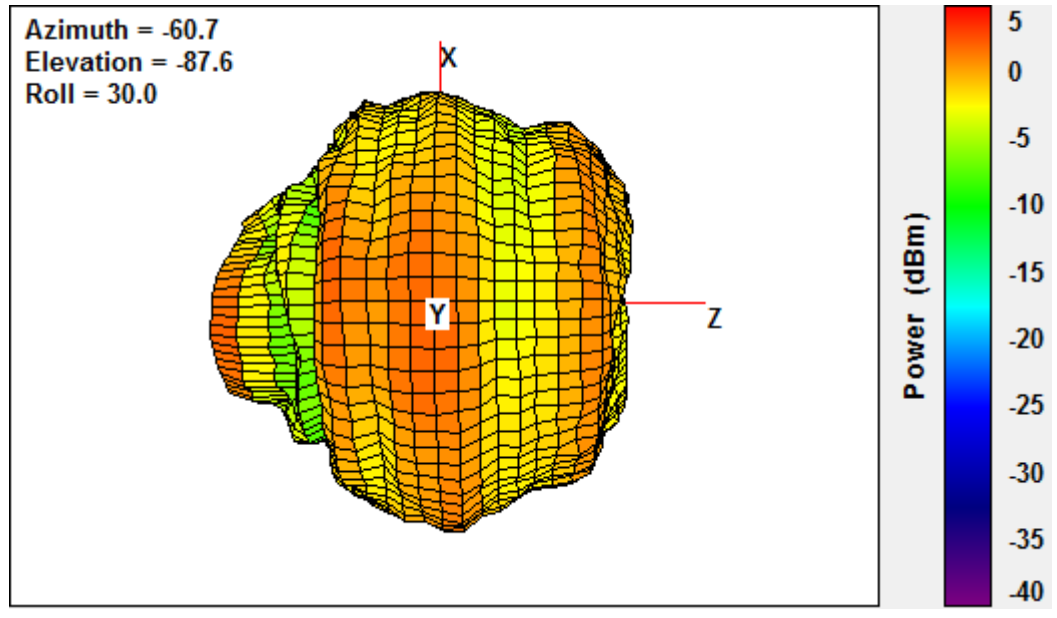 Azimuth = -60.7
Elevation = -87.6
Roll = 30.0
X
Y
Z
Power (dBm)
5
0
-5
-10
-15
-20
-25
-30
-35
-40